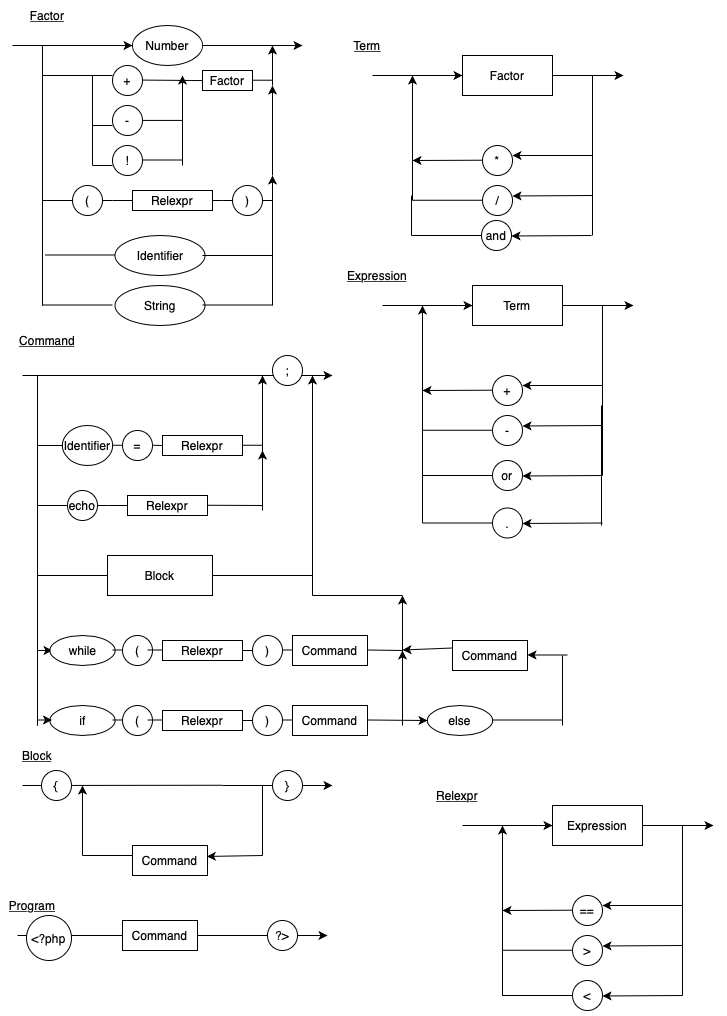 Factor
Number
+
Factor
-
!
(
Relexpr
)
Identifier
String
Term
Factor
*
/
and
Expression
Term
+
-
or
.
Command
;
Identifier
=
Relexpr
echo
Relexpr
Block
while
(
Relexpr
)
Command
Command
if
(
Relexpr
)
Command
else
Block
{
}
Command
Program
<?php
Command
?>
Relexpr
Expression
==
>
<